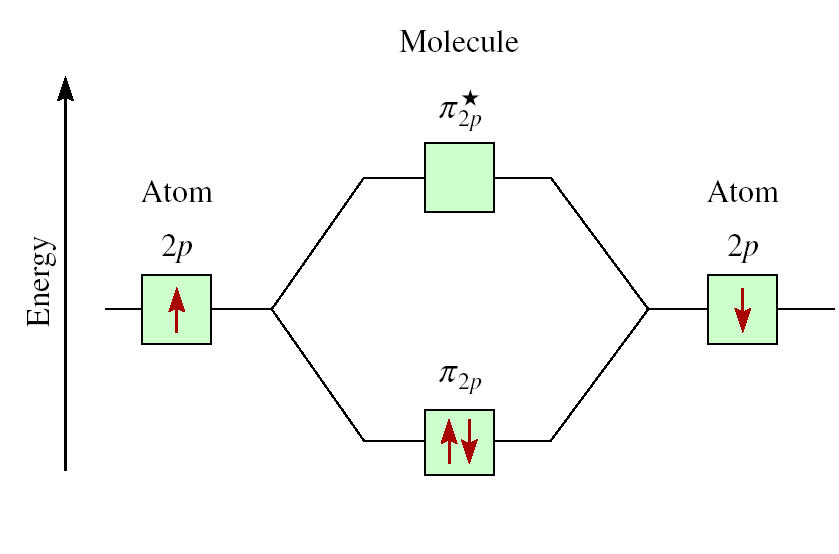 Molecule
π★2p
Atom
2p
Atom
2p
Energy
π2p